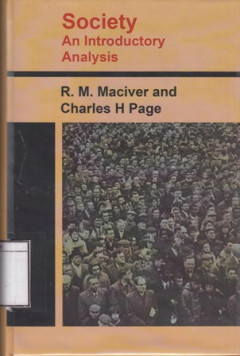 Society
An Introductory
Analysis
R. M. Maciver and
Charles H Page